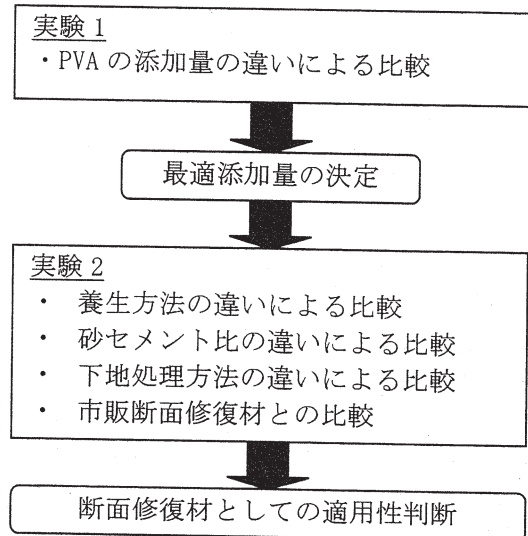 実験1
・PVAの添加量の違いによる比較
最適添加量の決定
実験2
・ 養生方法の違いによる比較
・ 砂セメント比の違いによる比較
・ 下地処理方法の違いによる比較
・ 市販断面修復材との比較
断面修復材としての適用性判断